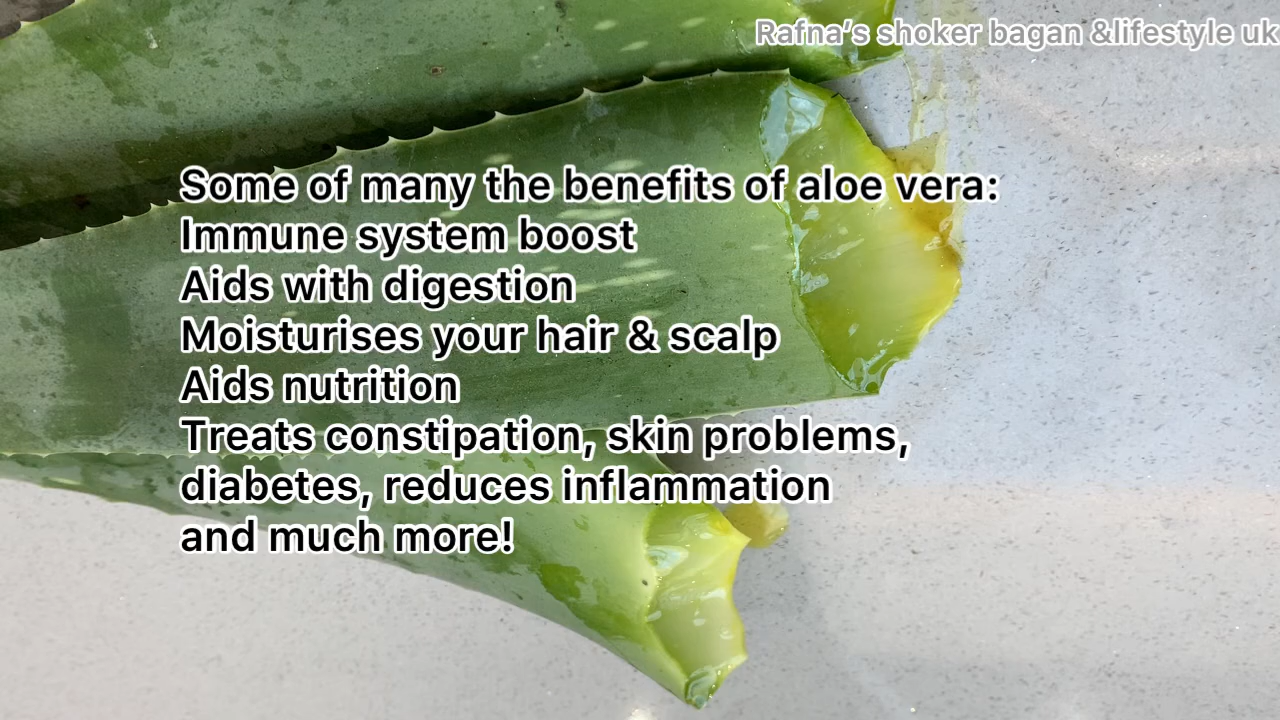 Rafna's shoker bagan &lifestyle uk
Some of many the benefits of aloe vera:
Immune system boost
Aids with digestion
Moisturises your hair & scalp
Aids nutrition
Treats constipation, skin problems,
diabetes, reduces inflammation
and much more!